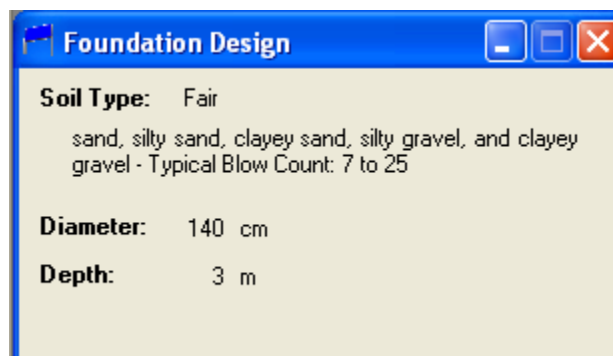 Foundation Design
Soil Type: Fair
sand, silty sand, clayey sand, silty gravel, and clayey
gravel - Typical Blow Count: 7 to 25
Diameter: 140 cm
Depth: 3 m